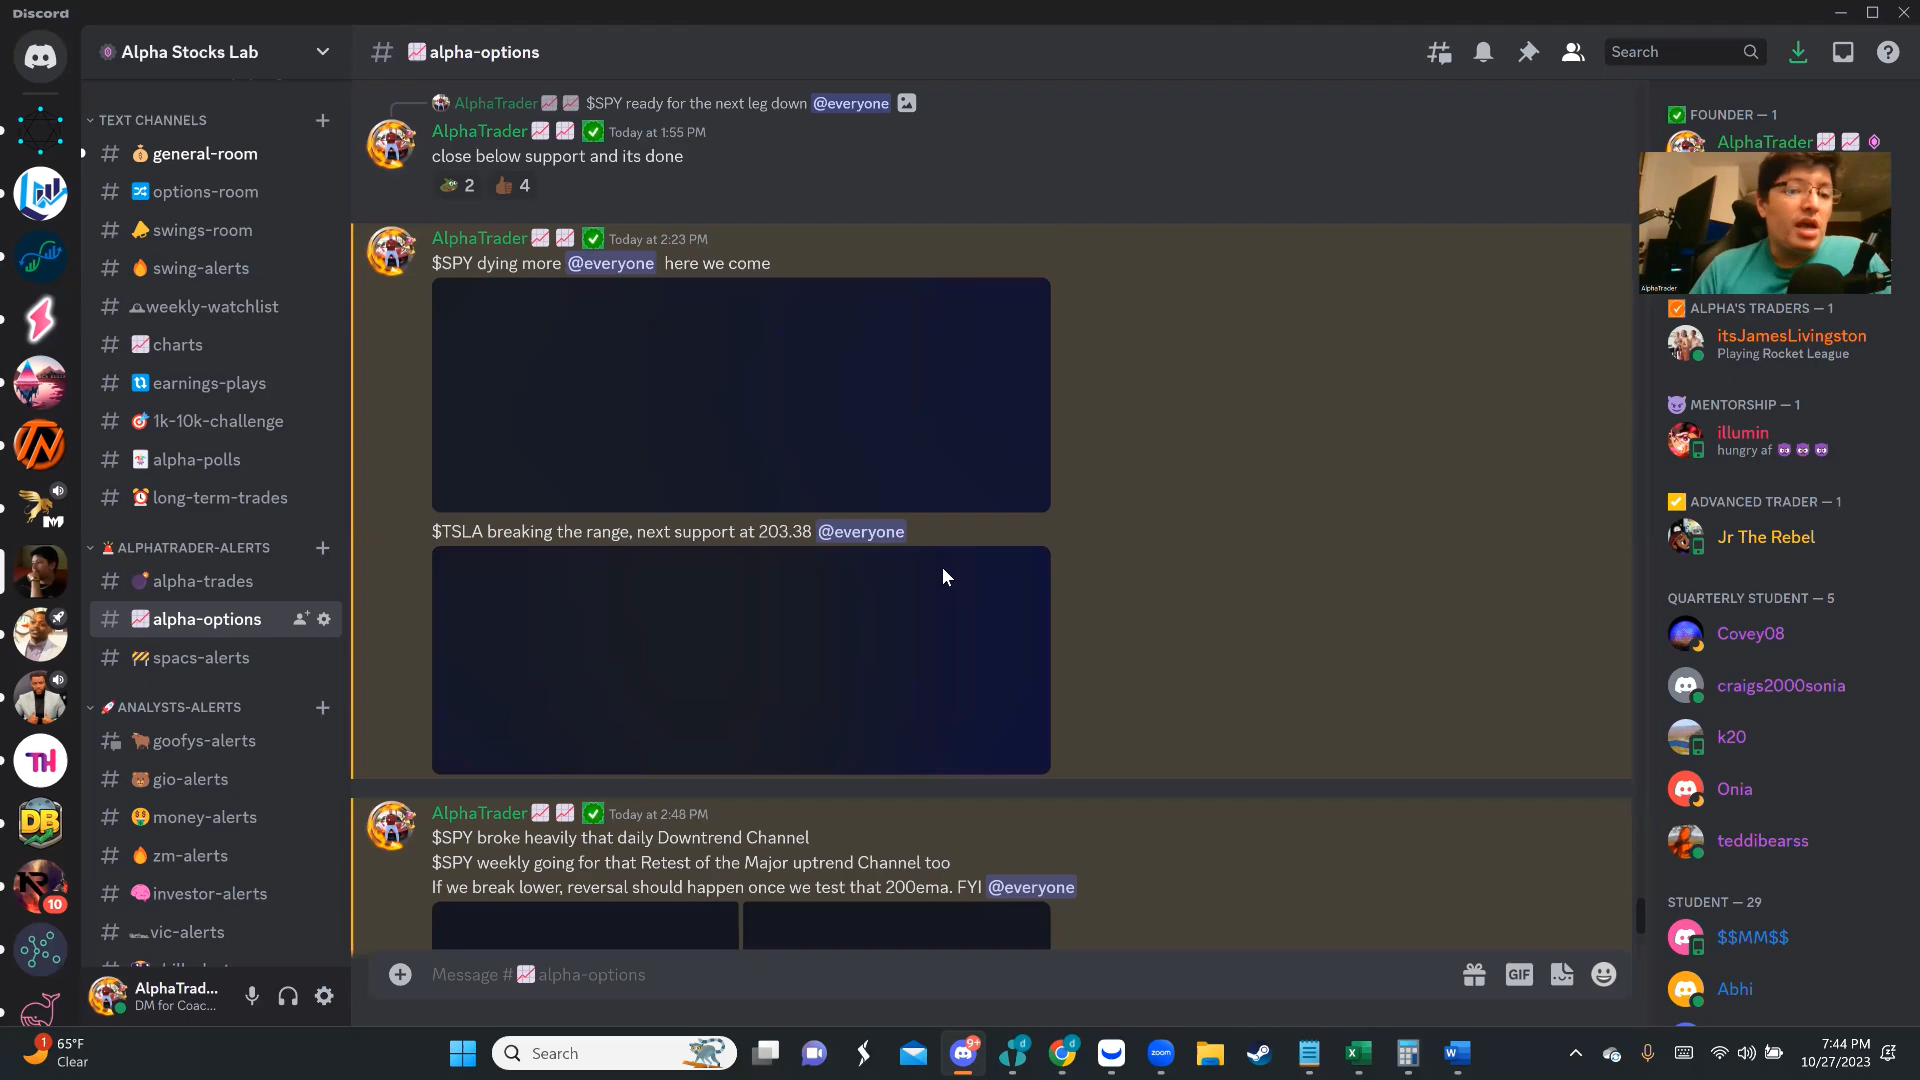 Discord
Alpha Stocks Lab
alpha-options
Search
TEXT CHANNELS
general-room
options-room
swings-room
swing-alerts
weekly-watchlist
charts
earnings-plays
1k-10k-challenge
alpha-polls
long-term-trades
ALPHATRADER-ALERTS
alpha-trades
alpha-options
spacs-alerts
ANALYSTS-ALERTS
goofys-alerts
gio-alerts
money-alerts
zm-alerts
investor-alerts
vic-alerts
AlphaTrad...
DM for Coac...
AlphaTrader $SPY ready for the next leg down @everyone
AlphaTrader Today at 1:55 PM
close below support and its done
2 4
AlphaTrader Today at 2:23 PM
$SPY dying more @everyone here we come
$TSLA breaking the range, next support at 203.38 @everyone
AlphaTrader Today at 2:48 PM
$SPY broke heavily that daily Downtrend Channel
$SPY weekly going for that Retest of the Major uptrend Channel too
If we break lower, reversal should happen once we test that 200ema. FYI @everyone
Message # alpha-options
GIF
FOUNDER — 1
AlphaTrader
AlphaTrader
ALPHA'S TRADERS — 1
itsJamesLivingston
Playing Rocket League
MENTORSHIP — 1
illumin
hungry af
ADVANCED TRADER — 1
Jr The Rebel
QUARTERLY STUDENT — 5
Covey08
craigs2000sonia
k20
Onia
teddibearss
STUDENT — 29
$$MM$$
Abhi
TH
DB
10
1
65°F
Clear
Search
9+
zoom
7:44 PM
10/27/2023